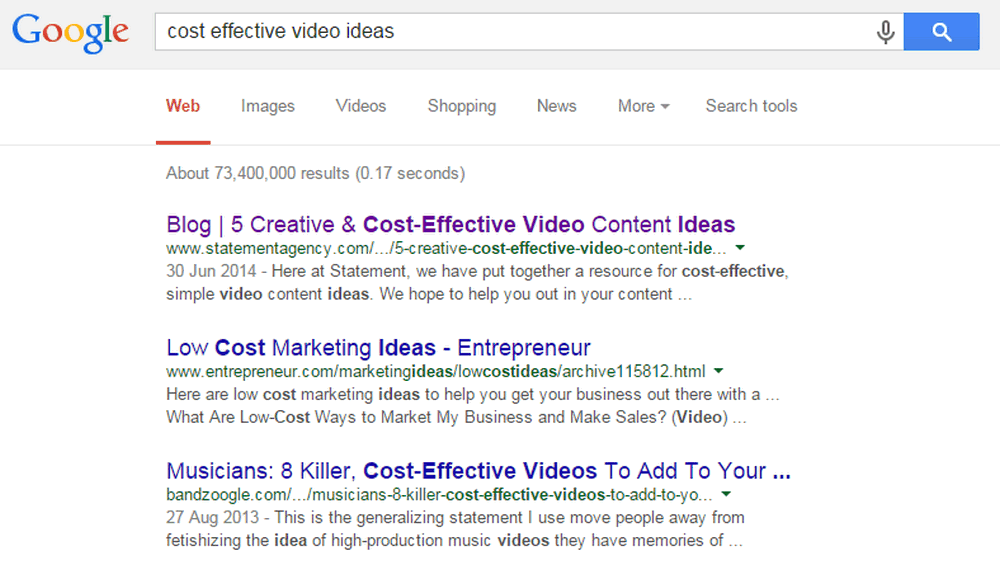 Google cost effective video ideas
Web Images Videos Shopping News More Search tools
About 73,400,000 results (0.17 seconds)
Blog | 5 Creative & Cost-Effective Video Content Ideas
www.statementagency.com/.../5-creative-cost-effective-video-content-ide...
30 Jun 2014 - Here at Statement, we have put together a resource for cost-effective,
simple video content ideas. We hope to help you out in your content ...
Low Cost Marketing Ideas - Entrepreneur
www.entrepreneur.com/marketingideas/lowcostideas/archive115812.html
Here are low cost marketing ideas to help you get your business out there with a ...
What Are Low-Cost Ways to Market My Business and Make Sales? (Video) ...
Musicians: 8 Killer, Cost-Effective Videos To Add To Your ...
bandzoogle.com/.../musicians-8-killer-cost-effective-videos-to-add-to-yo...
27 Aug 2013 - This is the generalizing statement I use move people away from
fetishizing the idea of high-production music videos they have memories of ...